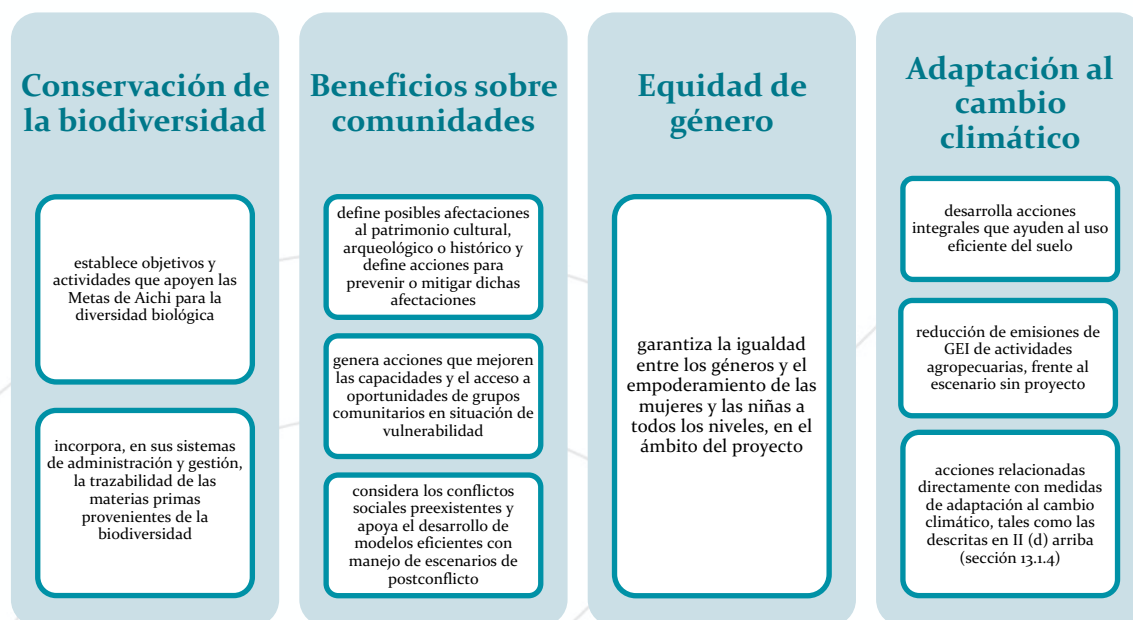 Conservación de
la biodiversidad
establece objetivos y
actividades que apoyen las
Metas de Aichi para la
diversidad biológica
incorpora, en sus sistemas
de administración y gestión,
la trazabilidad de las
materias primas
provenientes de la
biodiversidad
Beneficios sobre
comunidades
define posibles afectaciones
al patrimonio cultural,
arqueológico o histórico y
define acciones para
prevenir o mitigar dichas
afectaciones
genera acciones que mejoren
las capacidades y el acceso a
oportunidades de grupos
comunitarios en situación de
vulnerabilidad
considera los conflictos
sociales preexistentes y
apoya el desarrollo de
modelos eficientes con
manejo de escenarios de
postconflicto
Equidad de
género
garantiza la igualdad
entre los géneros y el
empoderamiento de las
mujeres y las niñas a
todos los niveles, en el
ámbito del proyecto
Adaptación al
cambio
climático
desarrolla acciones
integrales que ayuden al uso
eficiente del suelo
reducción de emisiones de
GEI de actividades
agropecuarias, frente al
escenario sin proyecto
acciones relacionadas
directamente con medidas
de adaptación al cambio
climático, tales como las
descritas en II (d) arriba
(sección 13.1.4)